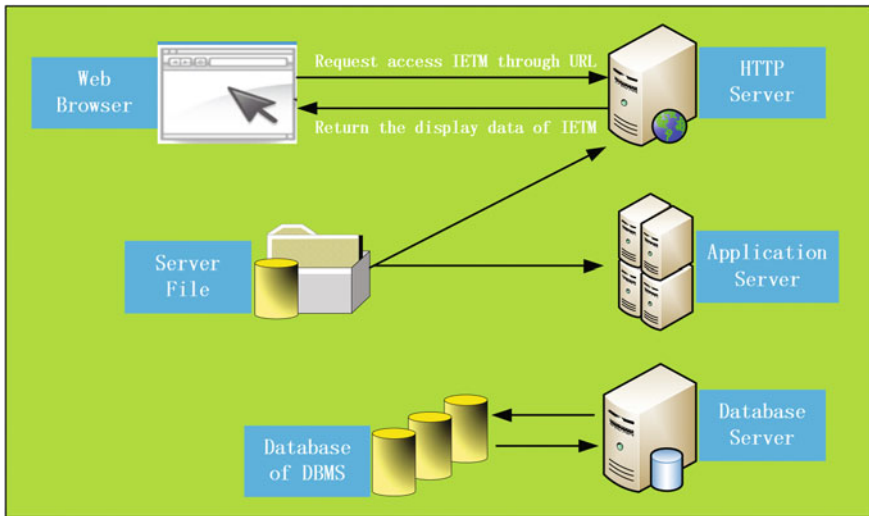 Web
Browser
Request access IETM through URL
Return the display data of IETM
HTTP
Server
Server
File
Application
Server
Database
of DBMS
Database
Server